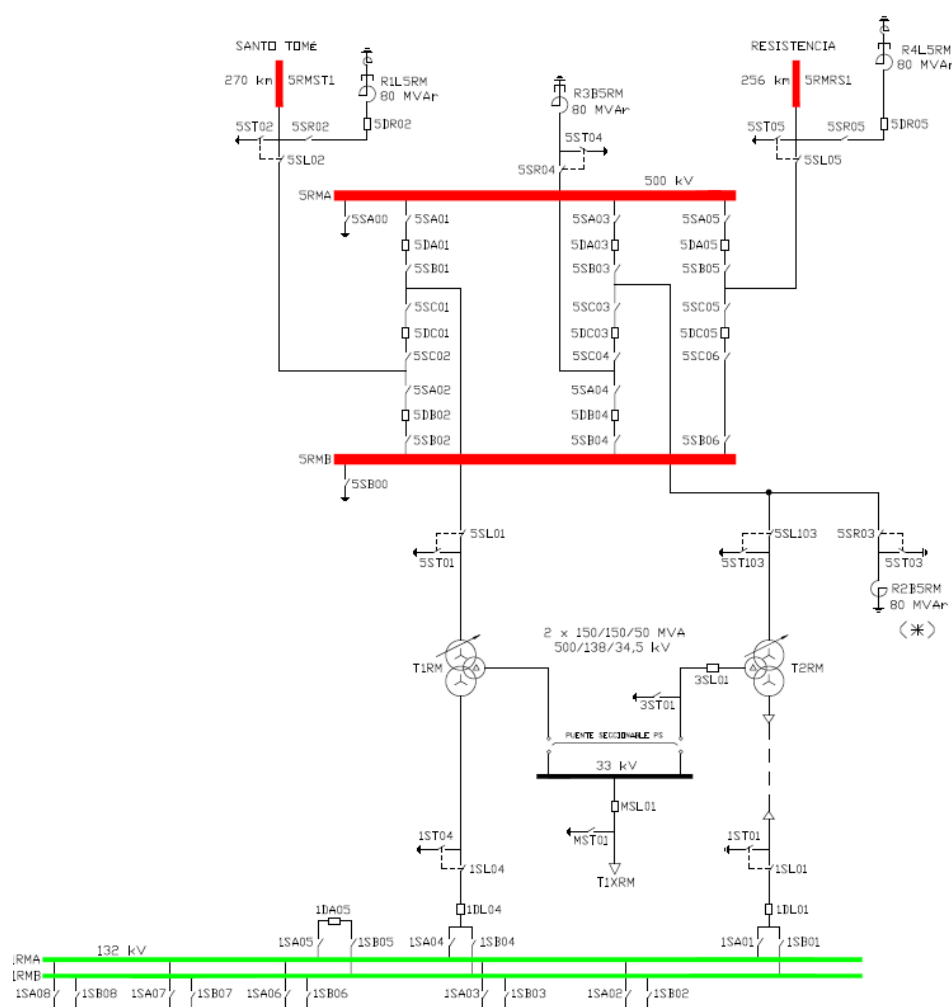 SANTO TOMÉ
RESISTENCIA
270 km
5RMST1
R1L5RM
80 MVAr
R3B5RM
80 MVAr
256 km
5RMRS1
R4L5RM
80 MVAr
5ST02
5SR02
5DR02
5ST04
5ST05
5SR05
5DR05
5SL02
5SR04
5SL05
500 kV
5RMA
5SA00
5SA01
5SA03
5SA05
5DA01
5DA03
5DA05
5SB01
5SB03
5SB05
5SC01
5SC03
5SC05
5DC01
5DC03
5DC05
5SC02
5SC04
5SC06
5SA02
5SA04
5DB02
5DB04
5SB02
5SB04
5SB06
5RMB
5SB00
5SL01
5SL103
5SR03
5ST01
5ST103
5ST03
R2B5RM
80 MVAr
(*)
2 x 150/150/50 MVA
500/138/34,5 kV
T1RM
T2RM
3SL01
3ST01
PUENTE SECCIONABLE PS
33 kV
MSL01
MST01
T1XRM
1ST04
1ST01
1SL04
1SL01
1DA05
1DL04
1DL01
1SA05
1SB05
1SA04
1SB04
1SA01
1SB01
132 kV
1RMA
1RMB
1SA08
1SB08
1SA07
1SB07
1SA06
1SB06
1SA03
1SB03
1SA02
1SB02